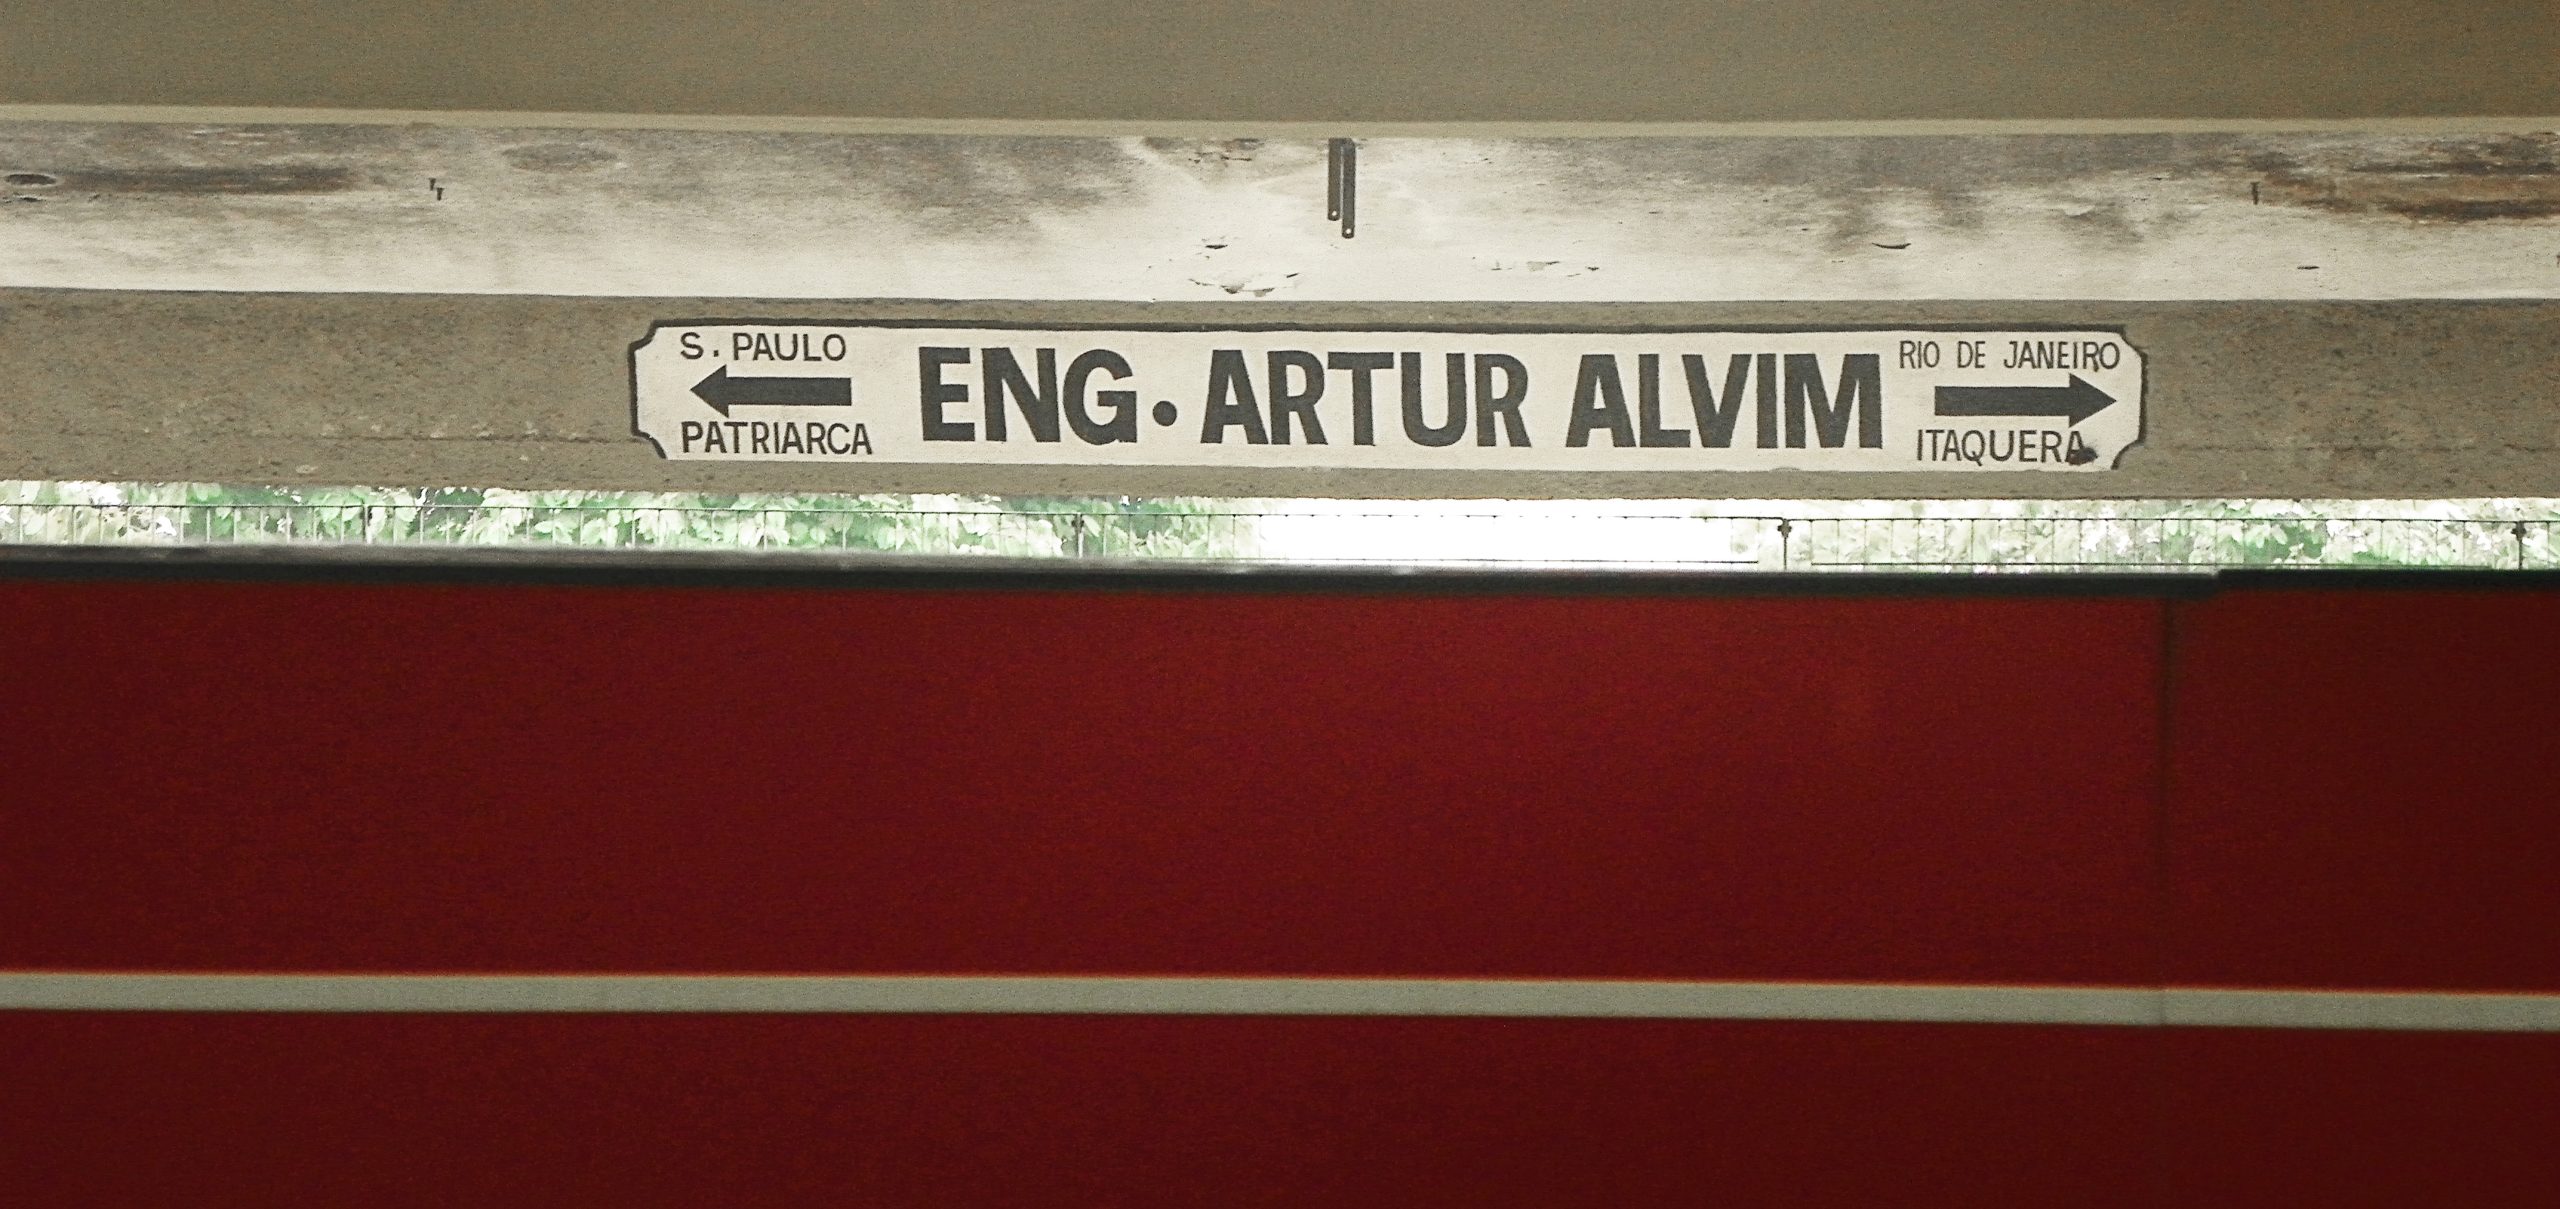 S. PAULO
PATRIARCA
ENG. ARTUR ALVIM
RIO DE JANEIRO
ITAQUERA